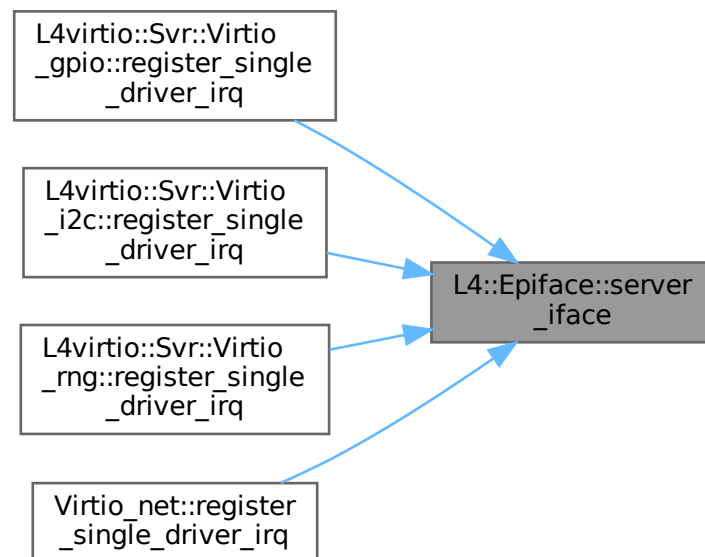 L4virtio::Svr::Virtio
_gpio::register_single
_driver_irq
L4virtio::Svr::Virtio
_i2c::register_single
_driver_irq
L4::Epiface::server
_iface
L4virtio::Svr::Virtio
_rng::register_single
_driver_irq
Virtio_net::register
_single_driver_irq